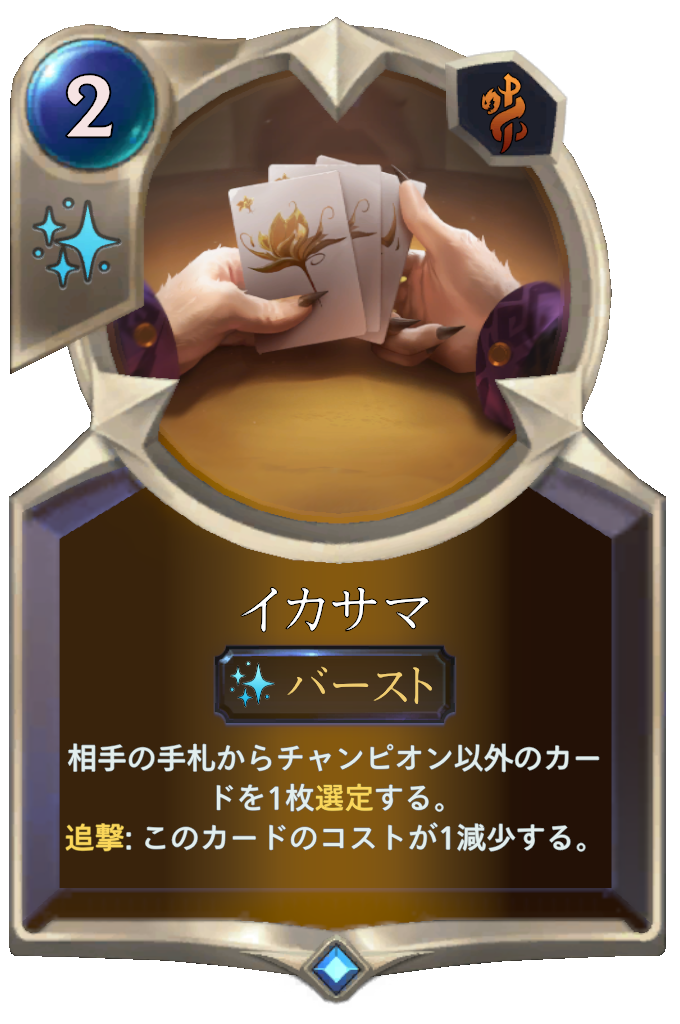 2
イカサマ
バースト
相手の手札からチャンピオン以外のカー
ドを1枚選定する。
追撃: このカードのコストが1減少する。